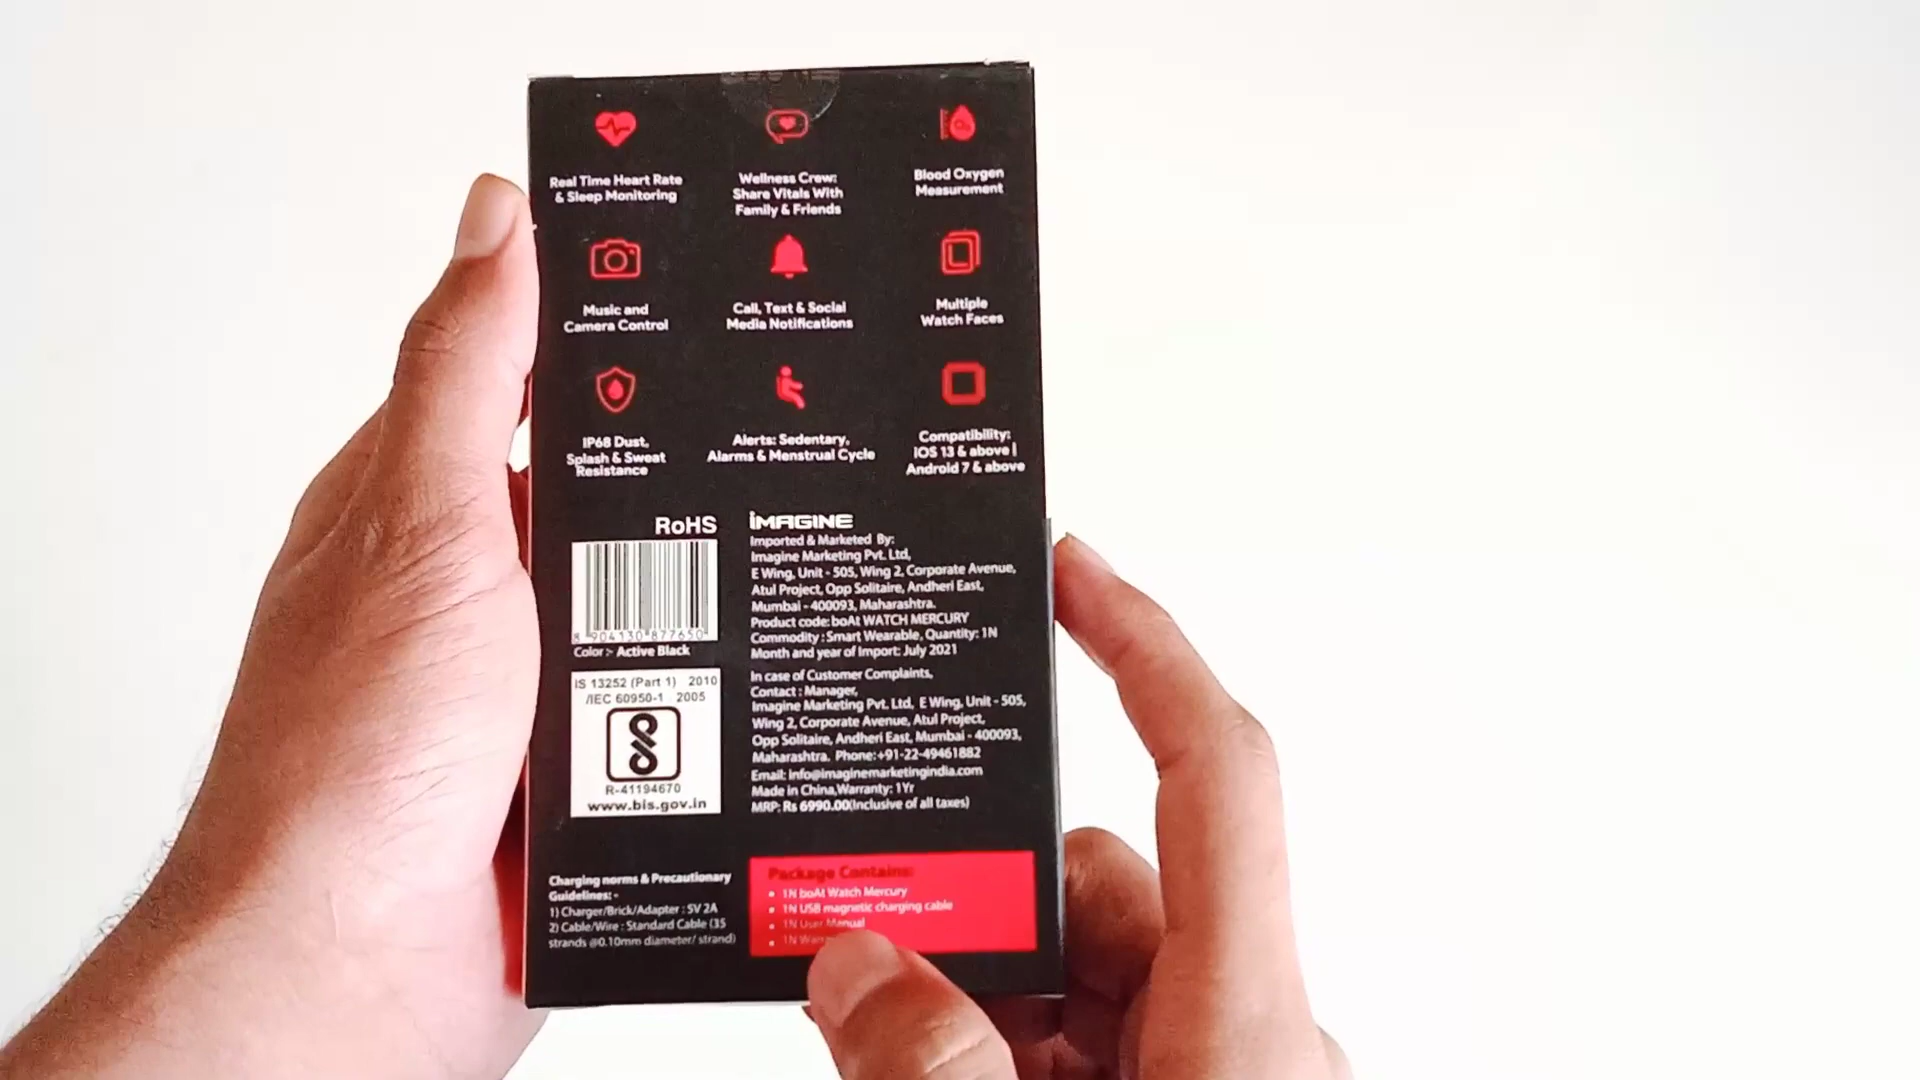 Real Time Heart Rate
& Sleep Monitoring
Wellness Crew:
Share Vitals With
Family & Friends
Blood Oxygen
Measurement
Music and
Camera Control
Call, Text & Social
Media Notifications
Multiple
Watch Faces
IP68 Dust,
Splash & Sweat
Resistance
Alerts: Sedentary,
Alarms & Menstrual Cycle
Compatibility:
iOS 13 & above |
Android 7 & above
RoHS
8 904130 877650
Color :- Active Black
IS 13252 (Part 1) 2010
/IEC 60950-1 2005
R-41194670
www.bis.gov.in
iMAGINE
Imported & Marketed By:
Imagine Marketing Pvt. Ltd,
E Wing, Unit - 505, Wing 2, Corporate Avenue,
Atul Project, Opp Solitaire, Andheri East,
Mumbai - 400093, Maharashtra.
Product code: boAt WATCH MERCURY
Commodity : Smart Wearable, Quantity: 1N
Month and year of Import: July 2021
In case of Customer Complaints,
Contact : Manager,
Imagine Marketing Pvt. Ltd, E Wing, Unit - 505,
Wing 2, Corporate Avenue, Atul Project,
Opp Solitaire, Andheri East, Mumbai - 400093,
Maharashtra, Phone:+91-22-49461882
Email: info@imaginemarketingindia.com
Made in China,Warranty: 1Yr
MRP: Rs 6990.00(Inclusive of all taxes)
Charging norms & Precautionary
Guidelines: -
1) Charger/Brick/Adapter : 5V 2A
2) Cable/Wire : Standard Cable (35
strands @0.10mm diameter/ strand)
Package Contains:
• 1N boAt Watch Mercury
• 1N USB magnetic charging cable
• 1N User Manual
• 1N